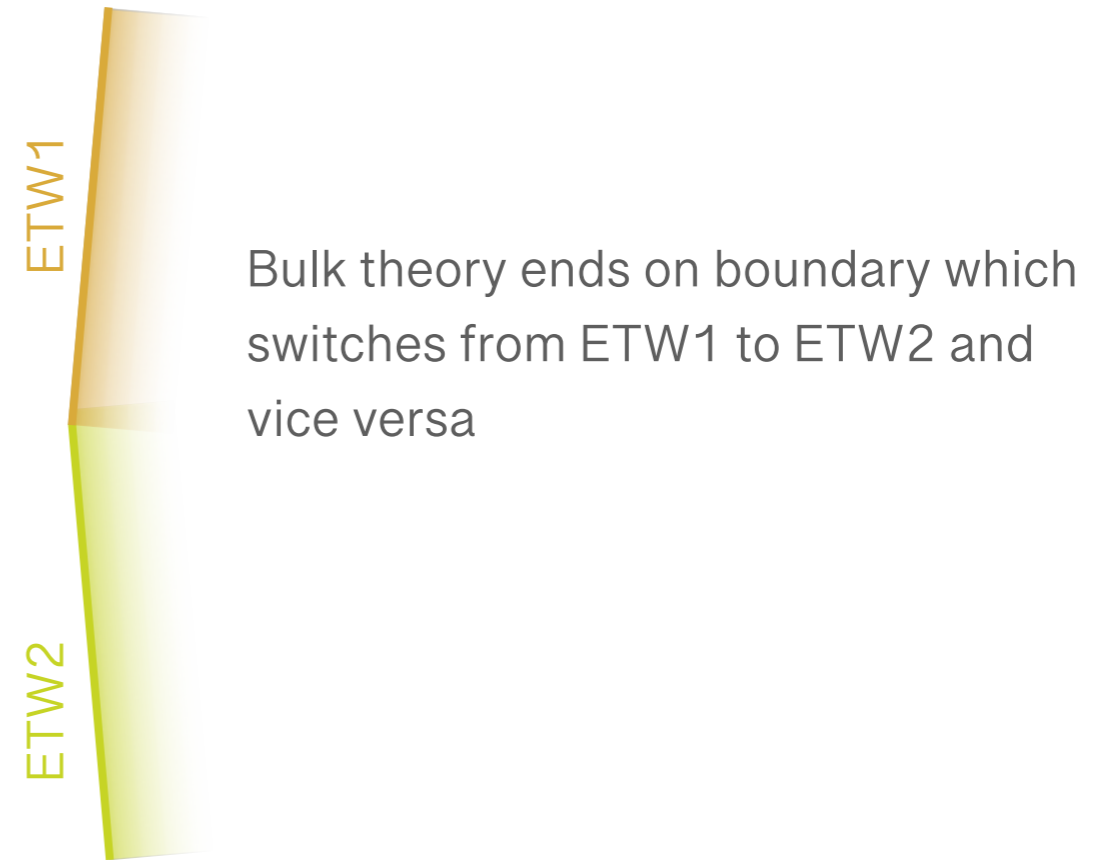 ETW1
Bulk theory ends on boundary which
switches from ETW1 to ETW2 and
vice versa
ETW2